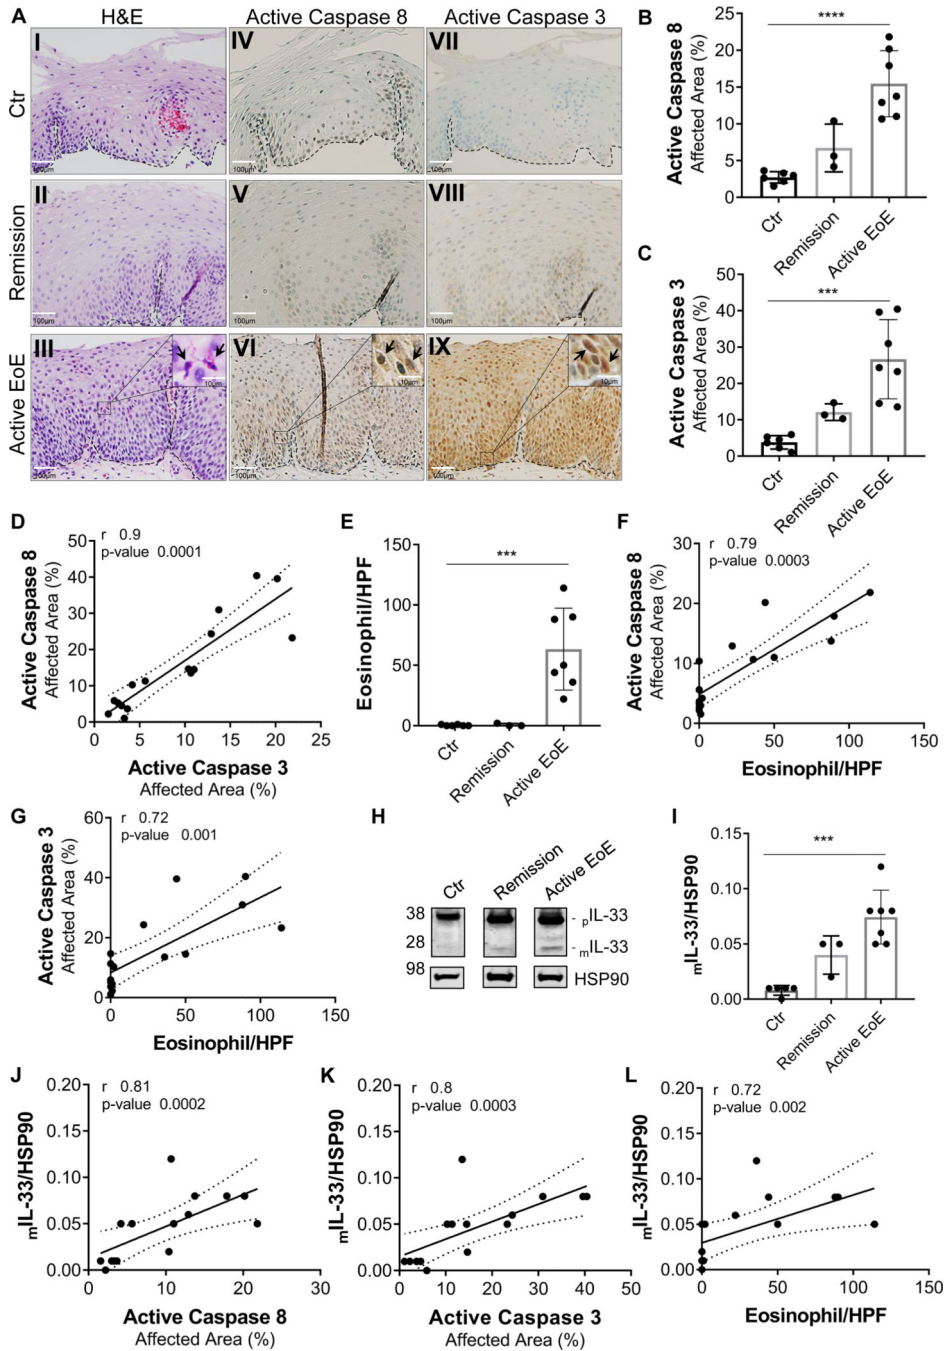 A
H&E
Active Caspase 8
Active Caspase 3
Ctr
I
IV
VII
100µm
100µm
100µm
Remission
II
V
VIII
100µm
100µm
100µm
Active EoE
III
VI
IX
10µm
10µm
10µm
100µm
100µm
100µm
B
Active Caspase 8
Affected Area (%)
25
20
15
10
5
0
****
Ctr
Remission
Active EoE
C
Active Caspase 3
Affected Area (%)
50
40
30
20
10
0
***
Ctr
Remission
Active EoE
D
r 0.9
p-value 0.0001
Active Caspase 8
Affected Area (%)
50
40
30
20
10
0
0 5 10 15 20 25
Active Caspase 3
Affected Area (%)
E
Eosinophil/HPF
150
100
50
0
***
Ctr
Remission
Active EoE
F
r 0.79
p-value 0.0003
Active Caspase 8
Affected Area (%)
30
20
10
0
0 50 100 150
Eosinophil/HPF
G
r 0.72
p-value 0.001
Active Caspase 3
Affected Area (%)
60
40
20
0
0 50 100 150
Eosinophil/HPF
H
Ctr
Remission
Active EoE
38
28
98
- pIL-33
- mIL-33
HSP90
I
mIL-33/HSP90
0.15
0.10
0.05
0.00
***
Ctr
Remission
Active EoE
J
r 0.81
p-value 0.0002
mIL-33/HSP90
0.20
0.15
0.10
0.05
0.00
0 10 20 30
Active Caspase 8
Affected Area (%)
K
r 0.8
p-value 0.0003
mIL-33/HSP90
0.20
0.15
0.10
0.05
0.00
0 10 20 30 40 50
Active Caspase 3
Affected Area (%)
L
r 0.72
p-value 0.002
mIL-33/HSP90
0.20
0.15
0.10
0.05
0.00
0 50 100 150
Eosinophil/HPF